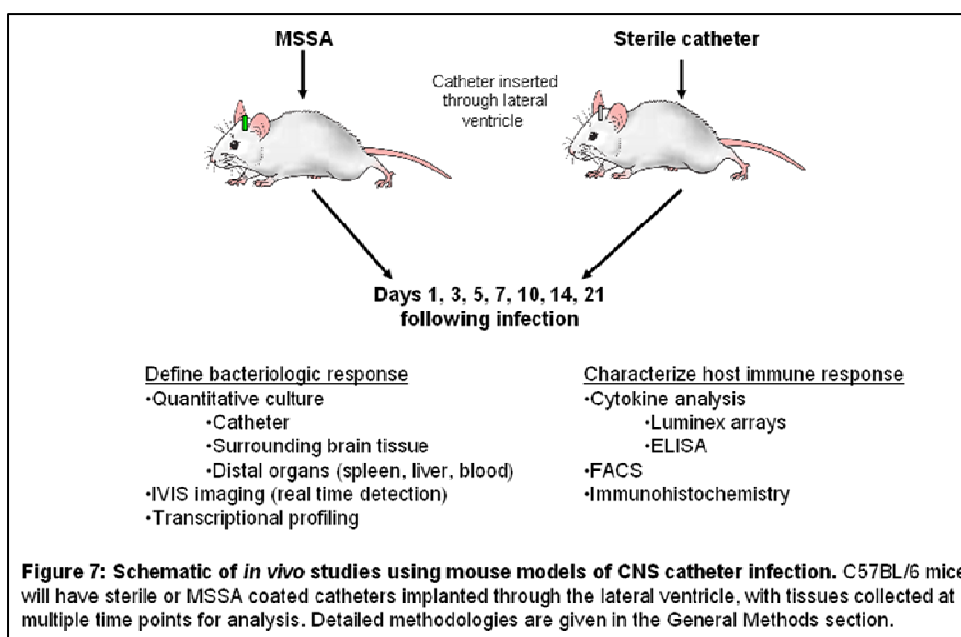 MSSA
Sterile catheter
Catheter inserted
through lateral
ventricle
Days 1, 3, 5, 7, 10, 14, 21
following infection
Define bacteriologic response
•Quantitative culture
•Catheter
•Surrounding brain tissue
•Distal organs (spleen, liver, blood)
•IVIS imaging (real time detection)
•Transcriptional profiling
Characterize host immune response
•Cytokine analysis
•Luminex arrays
•ELISA
•FACS
•Immunohistochemistry
Figure 7: Schematic of in vivo studies using mouse models of CNS catheter infection. C57BL/6 mice
will have sterile or MSSA coated catheters implanted through the lateral ventricle, with tissues collected at
multiple time points for analysis. Detailed methodologies are given in the General Methods section.